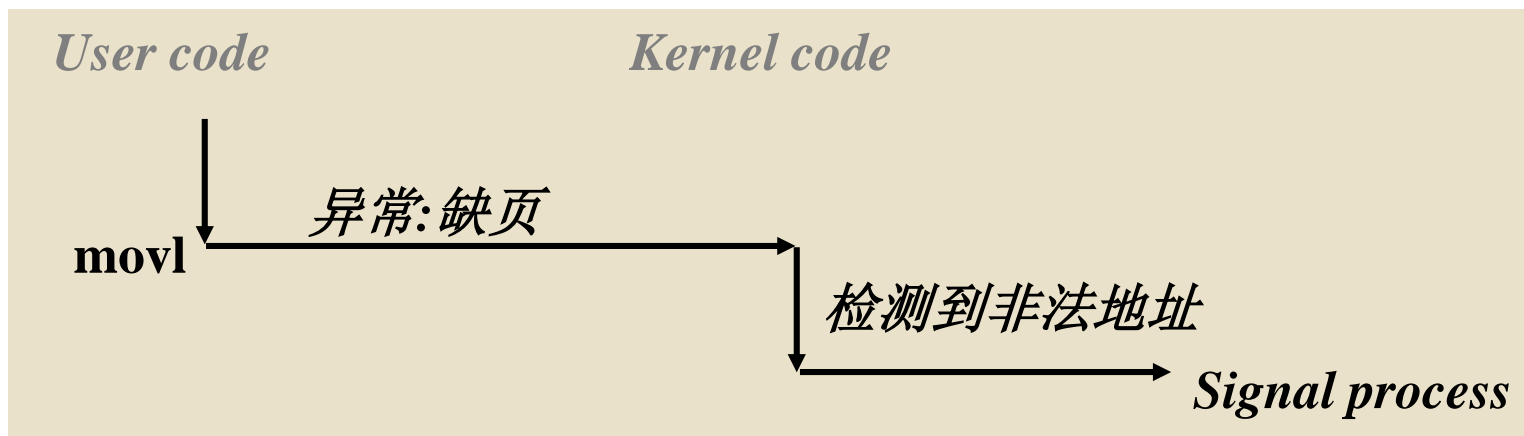 User code
Kernel code
异常:缺页
movl
检测到非法地址
Signal process